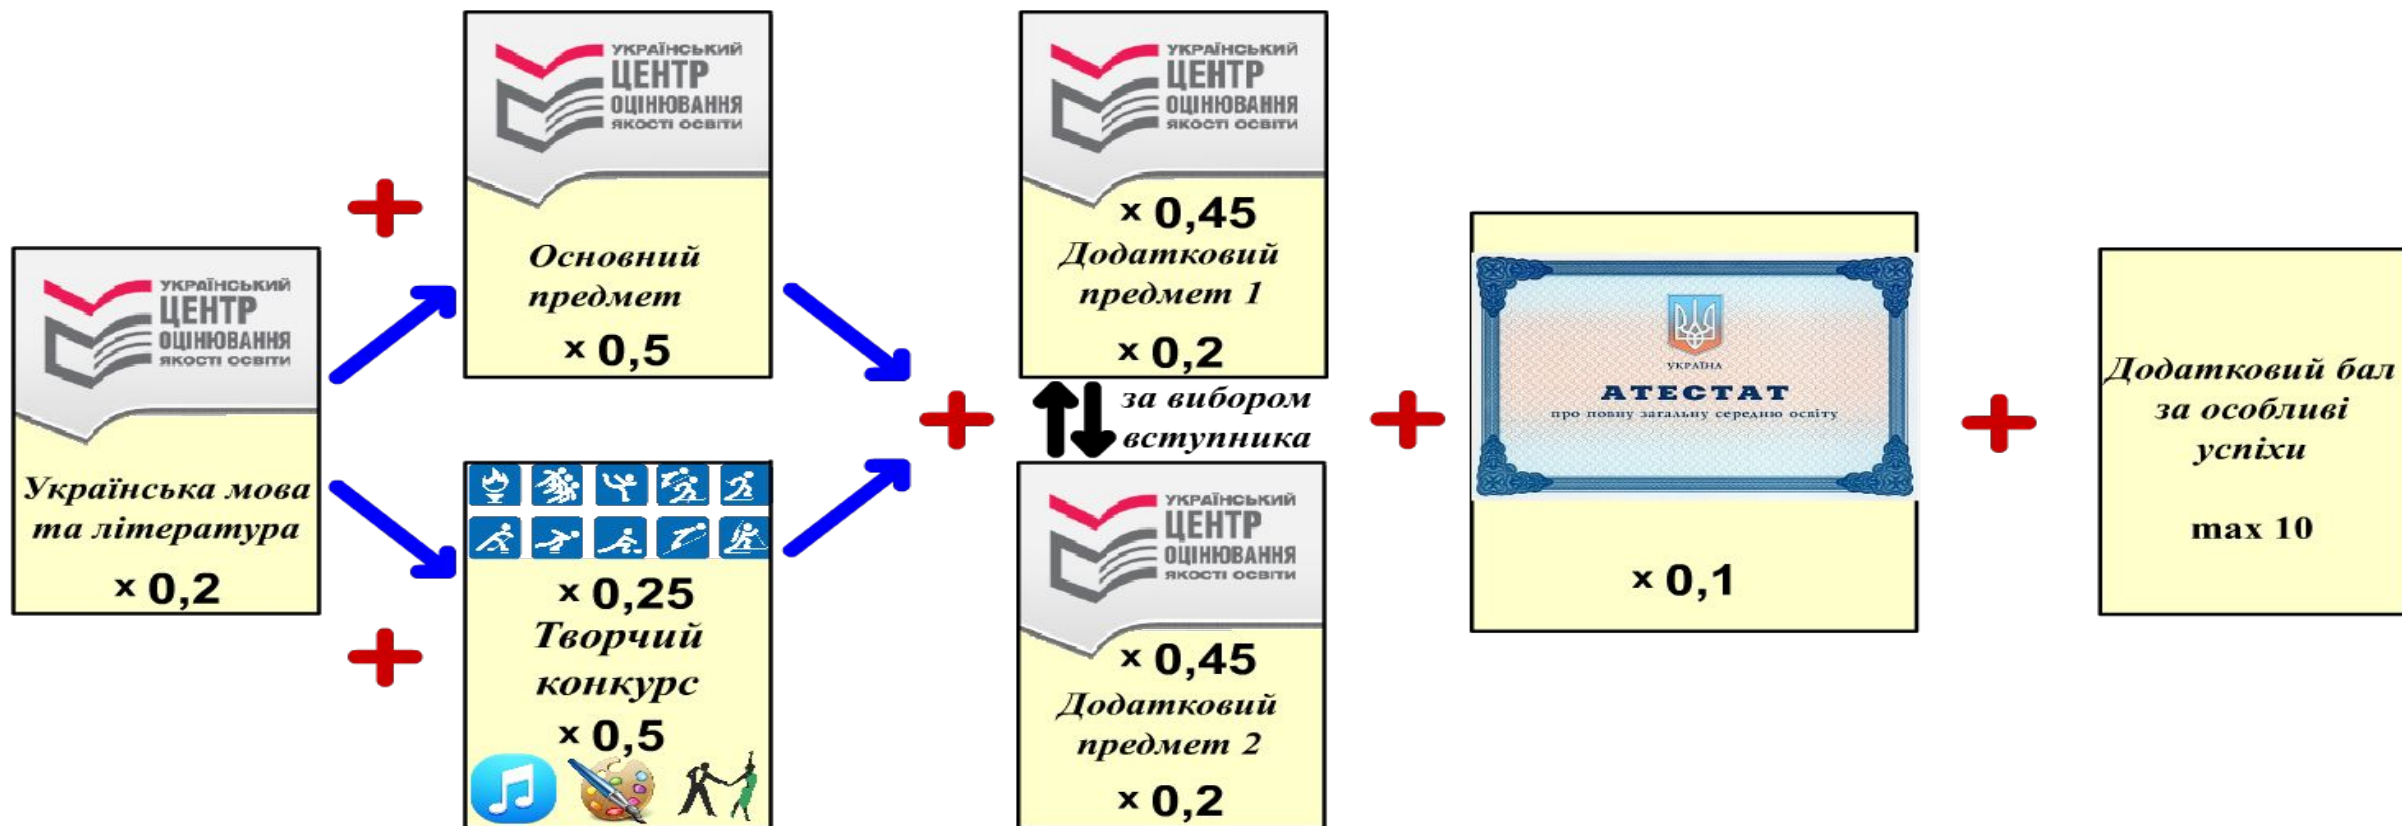 УКРАЇНСЬКИЙ
ЦЕНТР
ОЦІНЮВАННЯ
ЯКОСТІ ОСВІТИ
Українська мова
та література
× 0,2
УКРАЇНСЬКИЙ
ЦЕНТР
ОЦІНЮВАННЯ
ЯКОСТІ ОСВІТИ
Основний
предмет
× 0,5
× 0,25
Творчий
конкурс
× 0,5
УКРАЇНСЬКИЙ
ЦЕНТР
ОЦІНЮВАННЯ
ЯКОСТІ ОСВІТИ
× 0,45
Додатковий
предмет 1
× 0,2
за вибором
вступника
УКРАЇНСЬКИЙ
ЦЕНТР
ОЦІНЮВАННЯ
ЯКОСТІ ОСВІТИ
× 0,45
Додатковий
предмет 2
× 0,2
УКРАЇНА
АТЕСТАТ
про повну загальну середню освіту
× 0,1
Додатковий бал
за особливі
успіхи
max 10